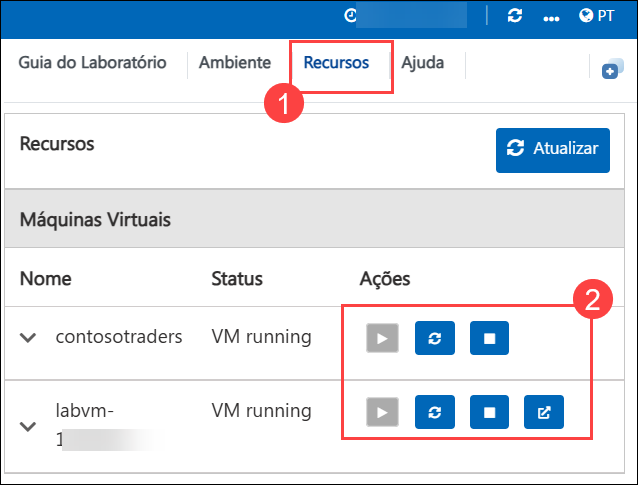 PT
Guia do Laboratório Ambiente Recursos Ajuda
1
Recursos
Atualizar
Máquinas Virtuais
Nome Status Ações
2
contosotraders VM running
labvm- VM running
1